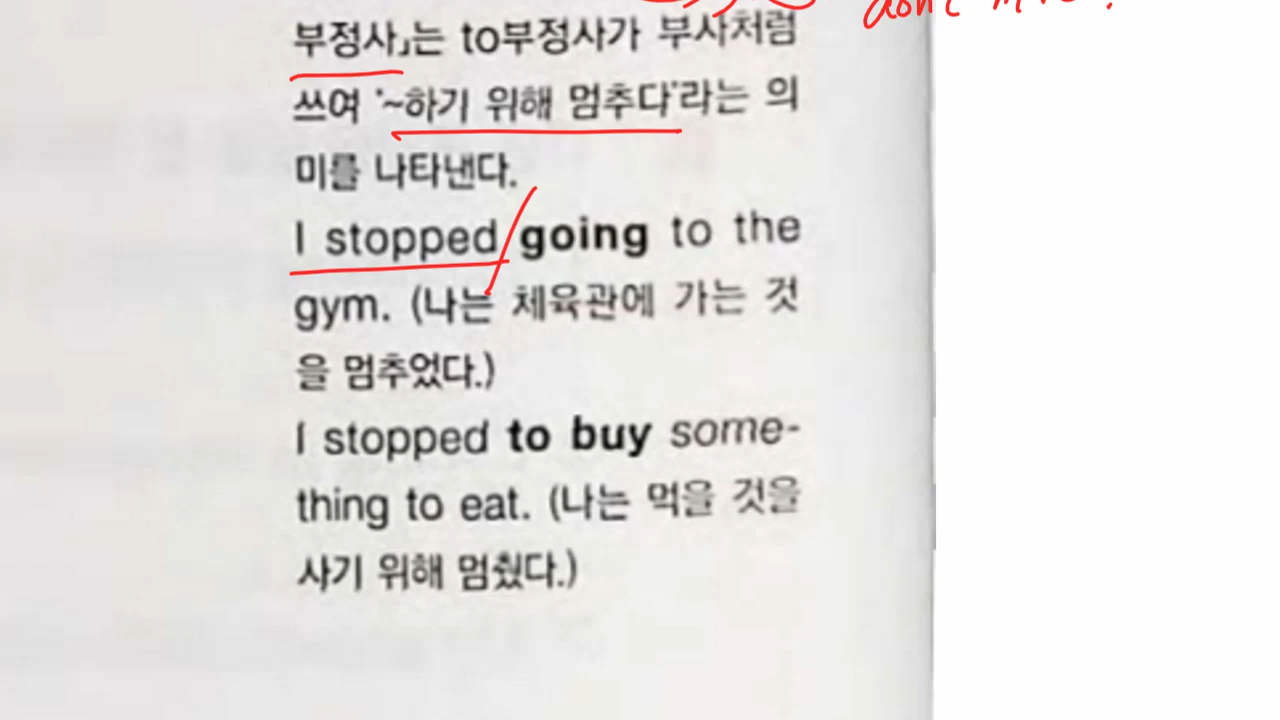 부정사」는 to부정사가 부사처럼
쓰여 '~하기 위해 멈추다'라는 의
미를 나타낸다.
I stopped going to the
gym. (나는 체육관에 가는 것
을 멈추었다.)
I stopped to buy some-
thing to eat. (나는 먹을 것을
사기 위해 멈췄다.)